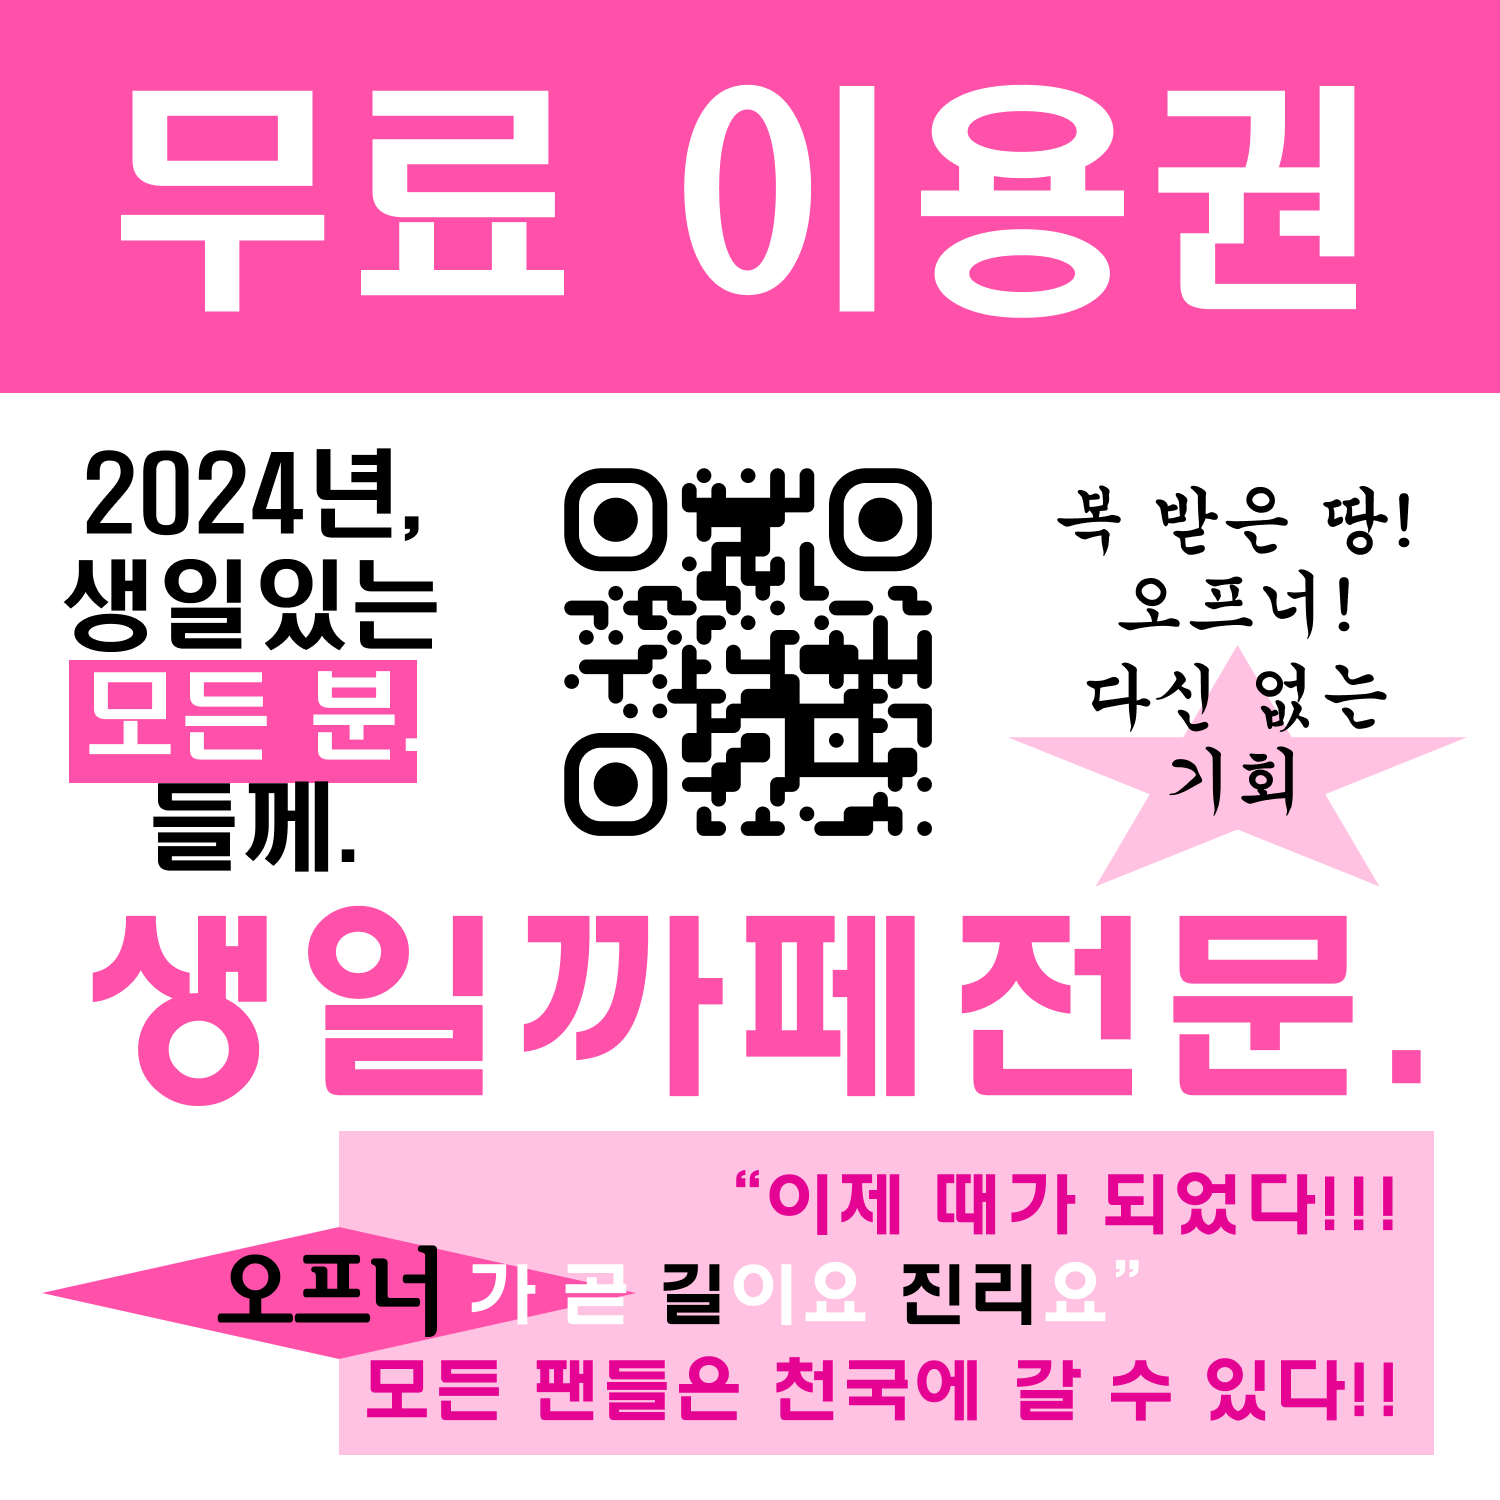 무료 이용권
2024년,
생일있는
모든 분.
들께.
복 받은 땅!
오프너!
다신 없는
기회
생일까페전문.
“이제 때가 되었다!!!
오프너 가 곧 길이요 진리요”
모든 팬들은 천국에 갈 수 있다!!